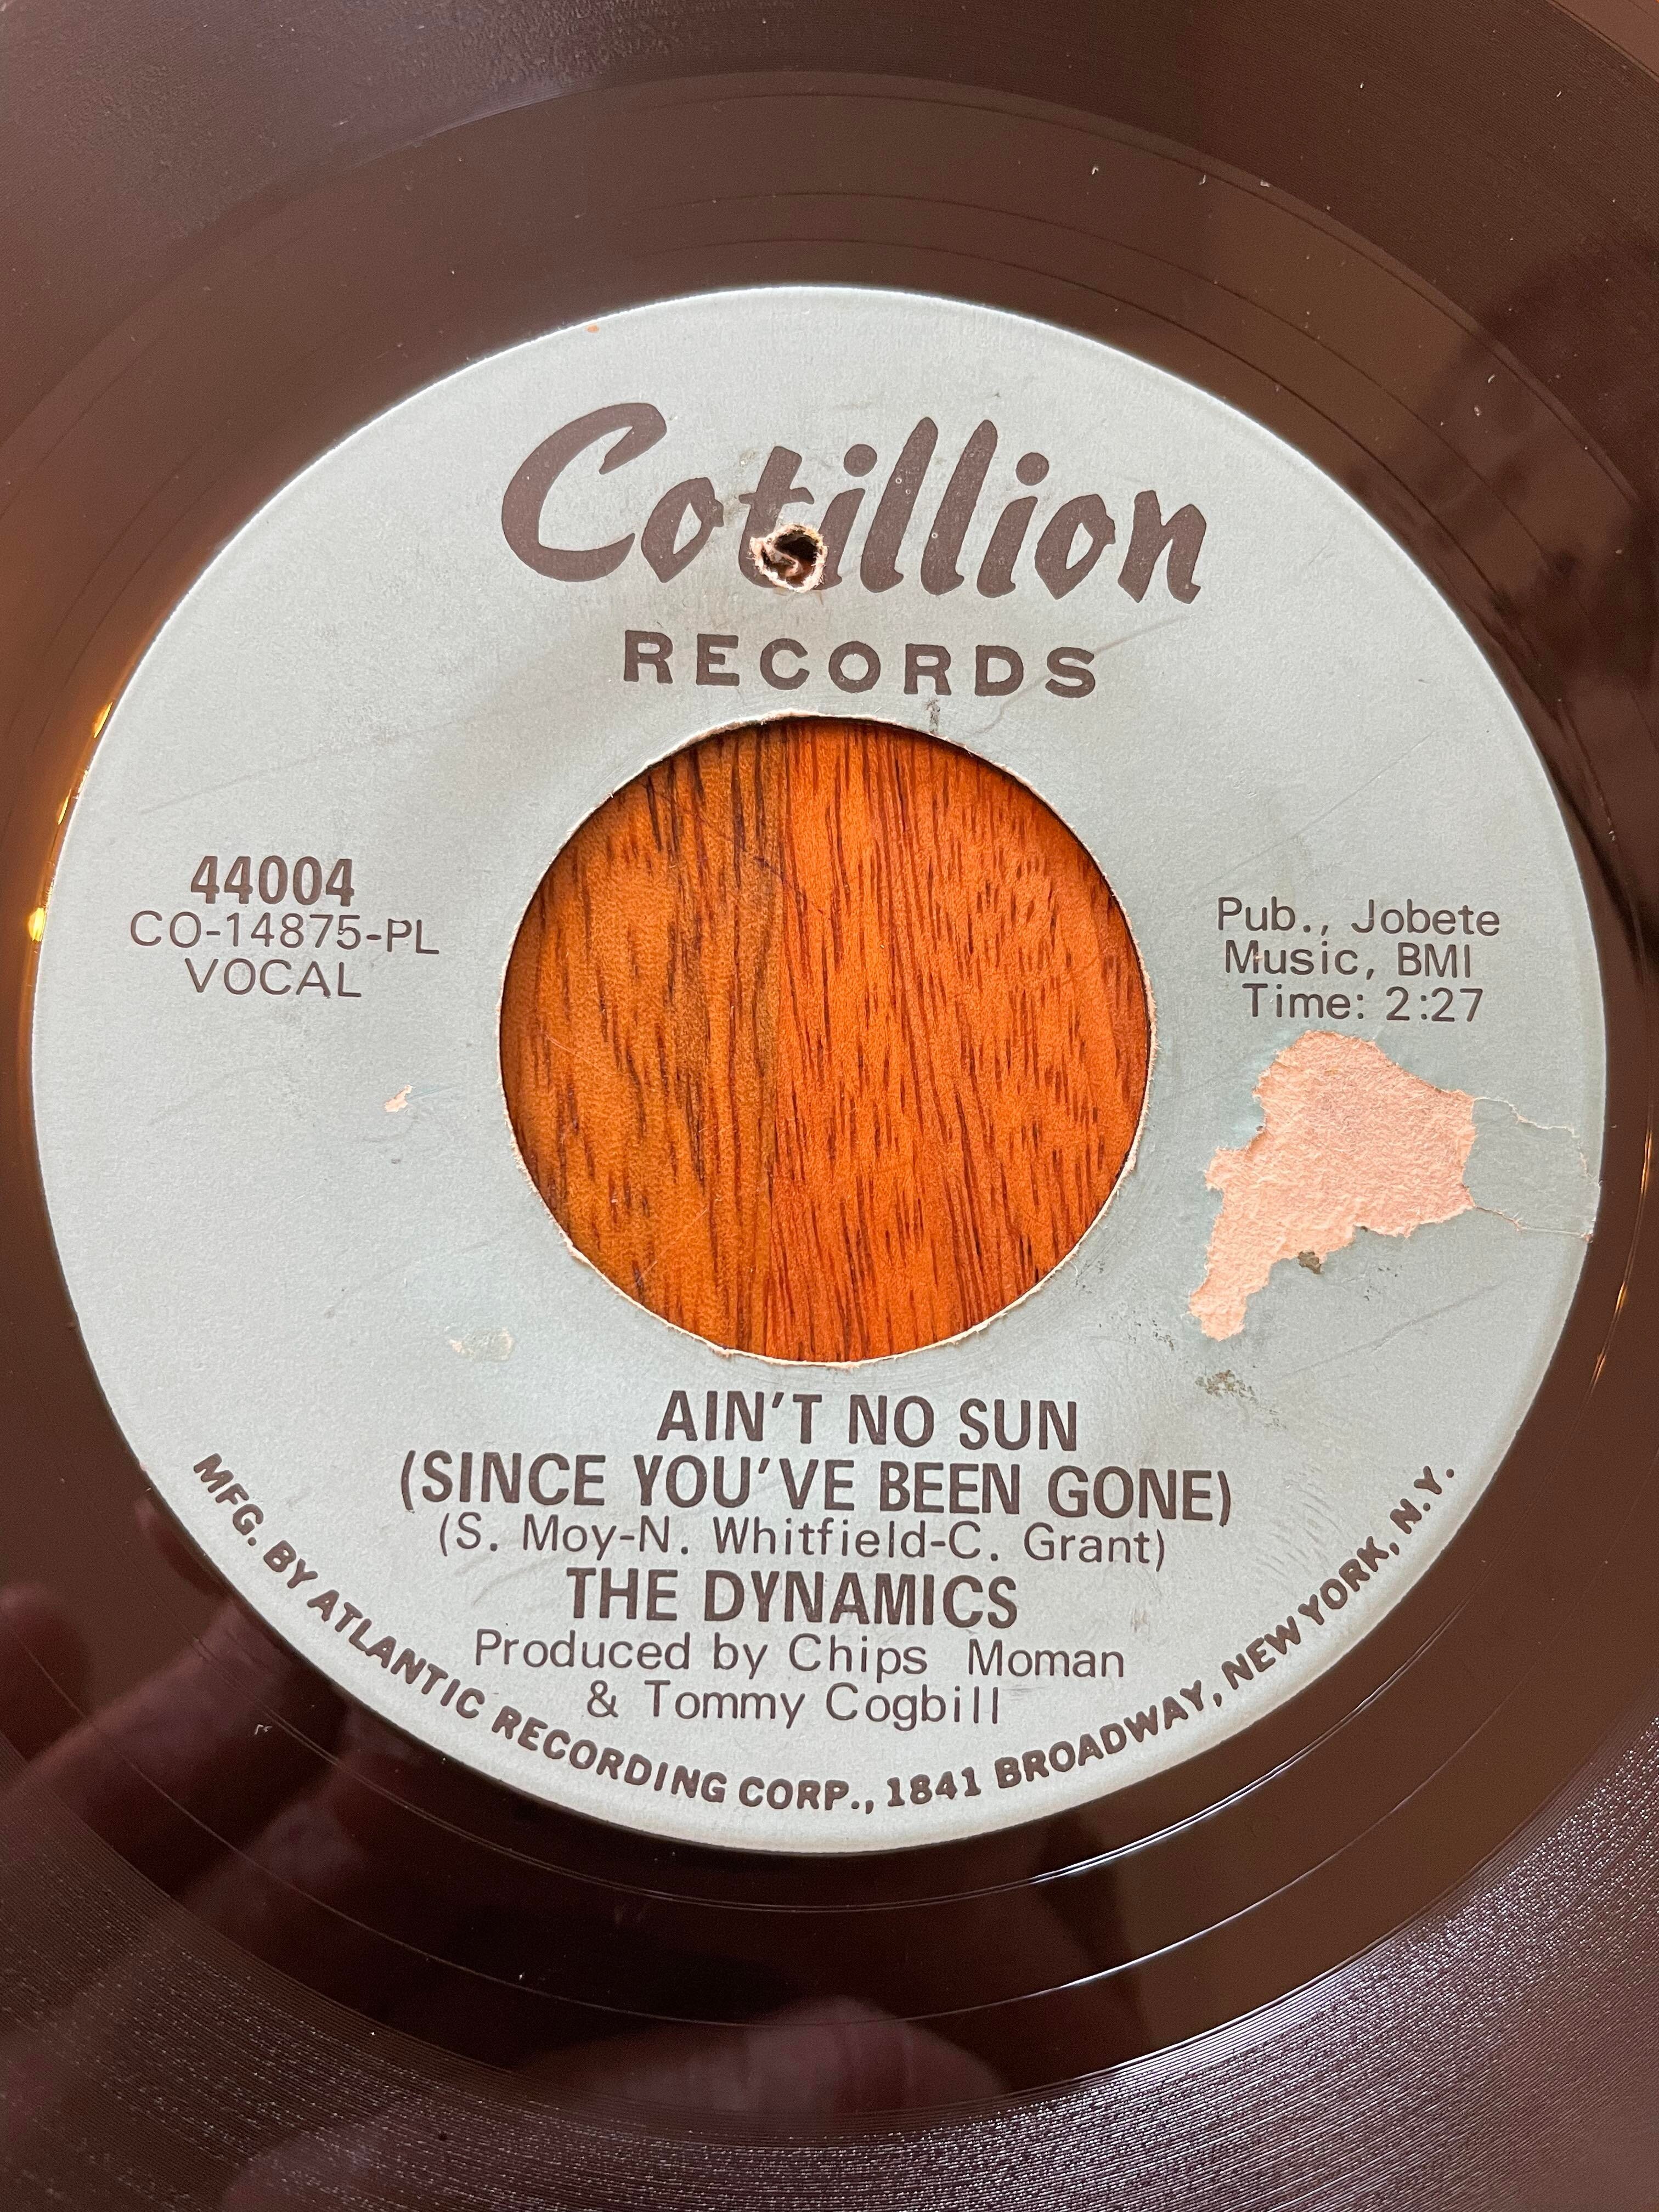 Cotillion
RECORDS
44004
CO-14875-PL
VOCAL
Pub., Jobete
Music, BMI
Time: 2:27
AIN'T NO SUN
(SINCE YOU'VE BEEN GONE)
(S. Moy-N. Whitfield-C. Grant)
THE DYNAMICS
Produced by Chips Moman
& Tommy Cogbill
MFG. BY ATLANTIC RECORDING CORP., 1841 BROADWAY, NEW YORK, N.Y.